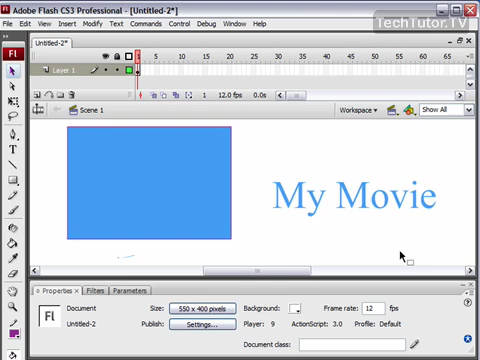 Adobe Flash CS3 Professional - [Untitled-2*]
TechTutor.TV
File Edit View Insert Modify Text Commands Control Debug Window Help
Untitled-2*
1 5 10 15 20 25 30 35 40 45 50 55 60 65
Layer 1
1 12.0 fps 0.0s
Scene 1 Workspace Show All
My Movie
Properties Filters Parameters
Fl Document Size: 550 x 400 pixels Background: Frame rate: 12 fps
Untitled-2 Publish: Settings... Player: 9 ActionScript: 3.0 Profile: Default
Document class: